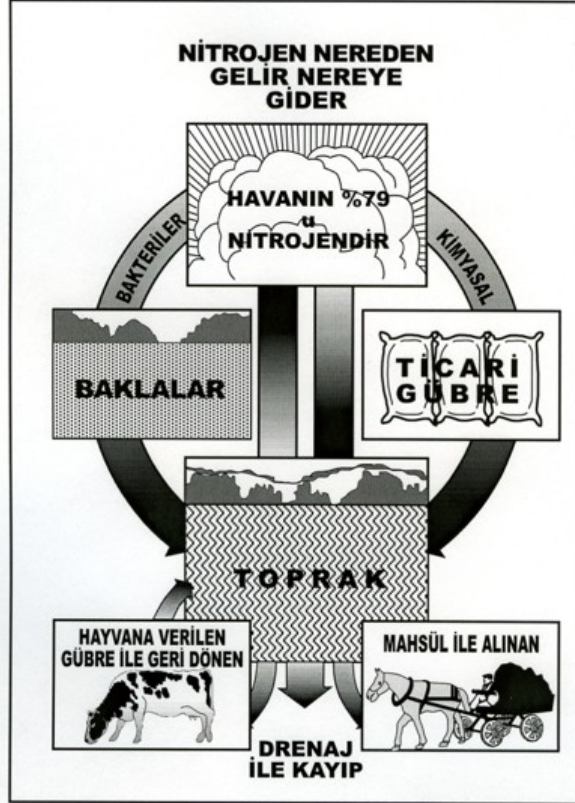 NİTROJEN NEREDEN
GELİR NEREYE
GİDER
HAVANIN %79
u
NİTROJENDİR
BAKTERİLER
KİMYASAL
BAKLALAR
TİCARİ
GÜBRE
TOPRAK
HAYVANA VERİLEN
GÜBRE İLE GERİ DÖNEN
MAHSÜL İLE ALINAN
DRENAJ
İLE KAYIP